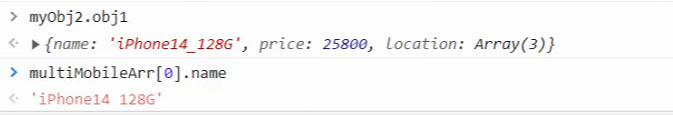 > myObj2.obj1
<· ▶{name: 'iPhone14_128G', price: 25800, location: Array(3)}
> multiMobileArr[0].name
<· 'iPhone14 128G'